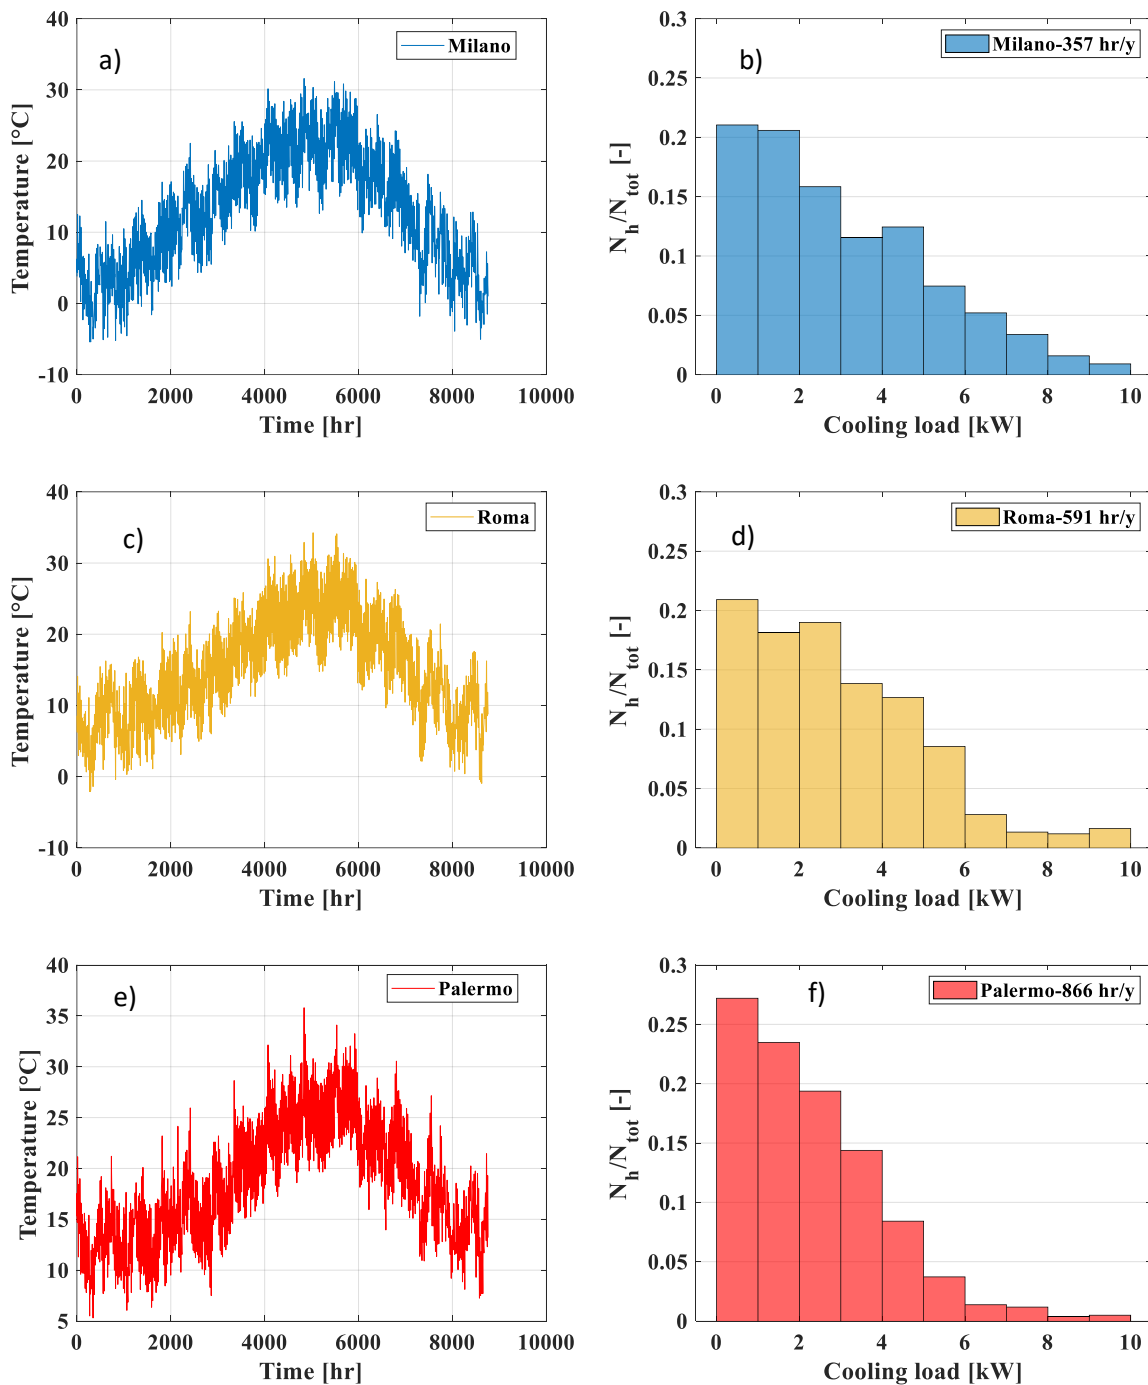 a)
Milano
Temperature [°C]
40
30
20
10
0
-10
0 2000 4000 6000 8000 10000
Time [hr]
b)
Milano-357 hr/y
N_h/N_tot [-]
0.3
0.25
0.2
0.15
0.1
0.05
0
0 2 4 6 8 10
Cooling load [kW]
c)
Roma
Temperature [°C]
40
30
20
10
0
-10
0 2000 4000 6000 8000 10000
Time [hr]
d)
Roma-591 hr/y
N_h/N_tot [-]
0.3
0.25
0.2
0.15
0.1
0.05
0
0 2 4 6 8 10
Cooling load [kW]
e)
Palermo
Temperature [°C]
40
35
30
25
20
15
10
5
0 2000 4000 6000 8000 10000
Time [hr]
f)
Palermo-866 hr/y
N_h/N_tot [-]
0.3
0.25
0.2
0.15
0.1
0.05
0
0 2 4 6 8 10
Cooling load [kW]